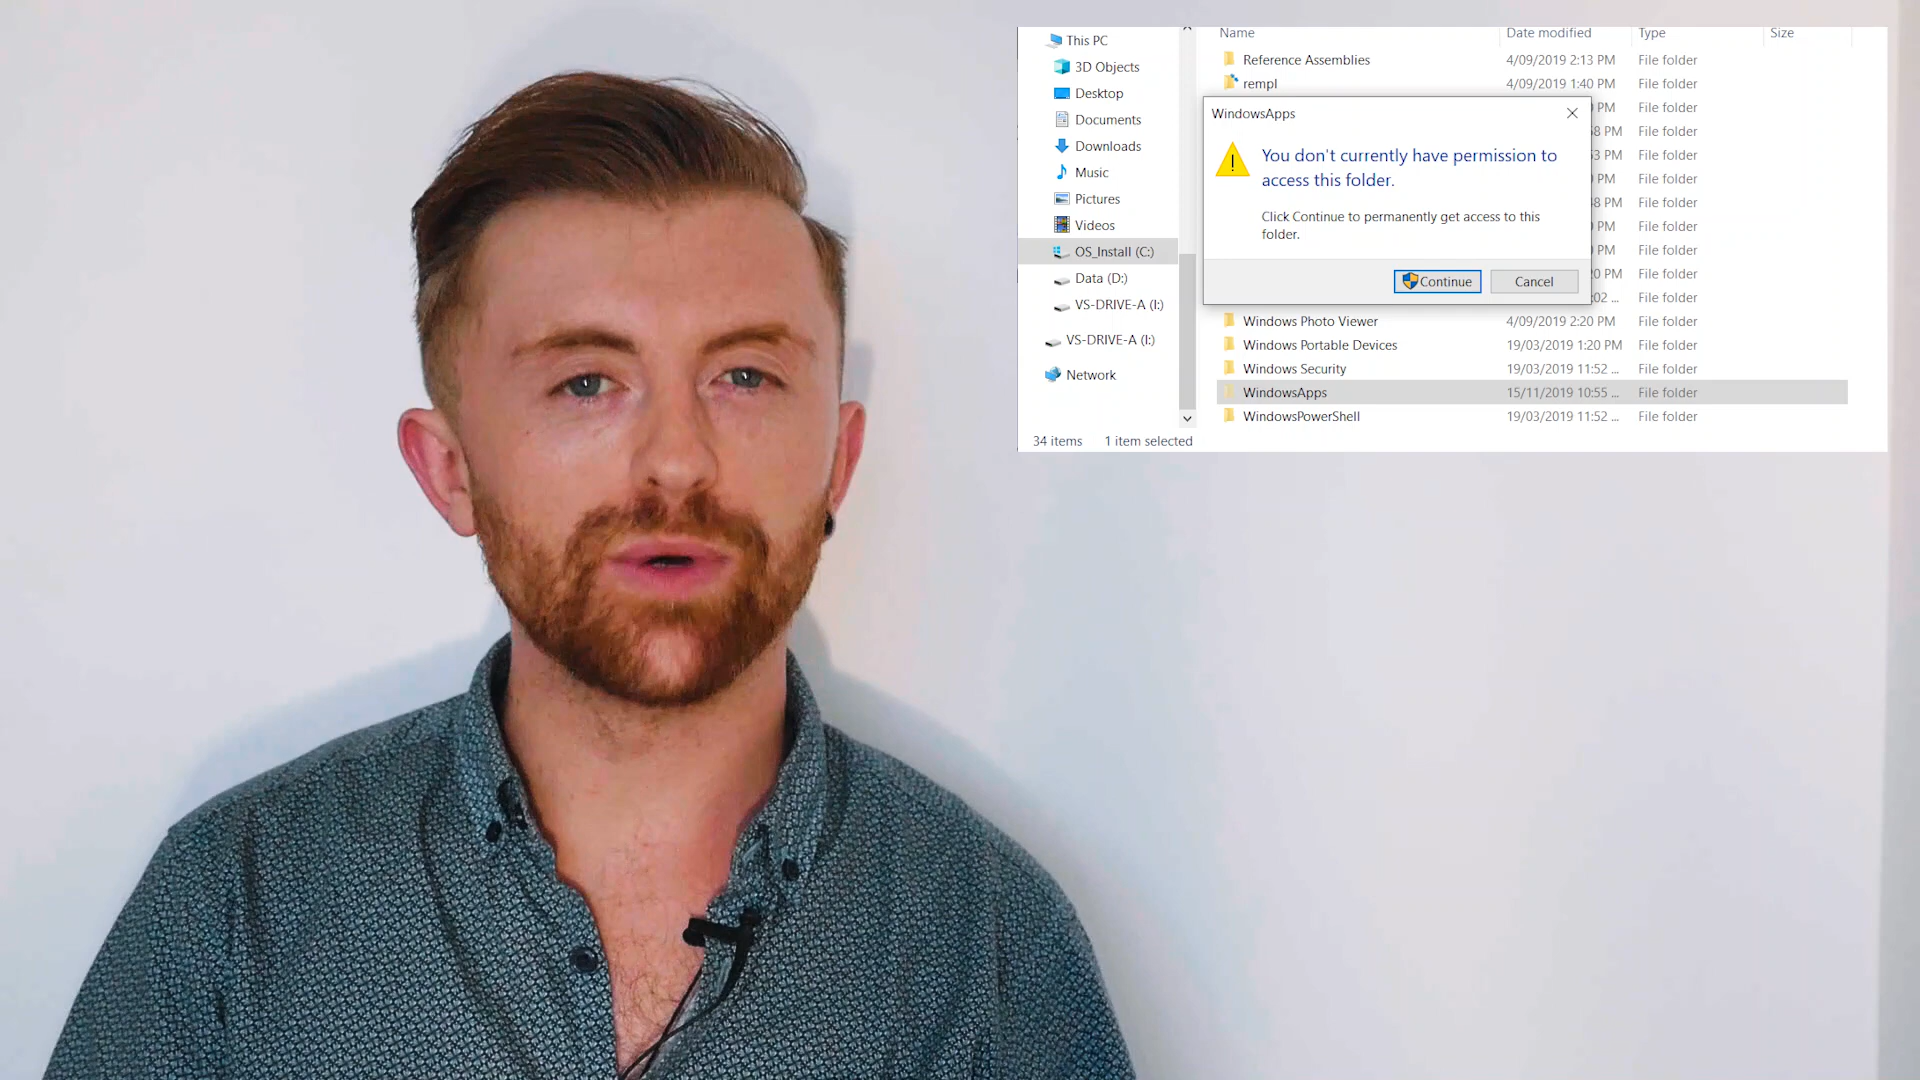 This PC
3D Objects
Desktop
Documents
Downloads
Music
Pictures
Videos
OS_Install (C:)
Data (D:)
VS-DRIVE-A (I:)
VS-DRIVE-A (I:)
Network
34 items 1 item selected
Name Date modified Type Size
Reference Assemblies 4/09/2019 2:13 PM File folder
rempl 4/09/2019 1:40 PM File folder
WindowsApps
You don't currently have permission to
access this folder.
Click Continue to permanently get access to this
folder.
Continue Cancel
PM File folder
8 PM File folder
3 PM File folder
PM File folder
8 PM File folder
PM File folder
PM File folder
20 PM File folder
:02 ... File folder
Windows Photo Viewer 4/09/2019 2:20 PM File folder
Windows Portable Devices 19/03/2019 1:20 PM File folder
Windows Security 19/03/2019 11:52 ... File folder
WindowsApps 15/11/2019 10:55 ... File folder
WindowsPowerShell 19/03/2019 11:52 ... File folder